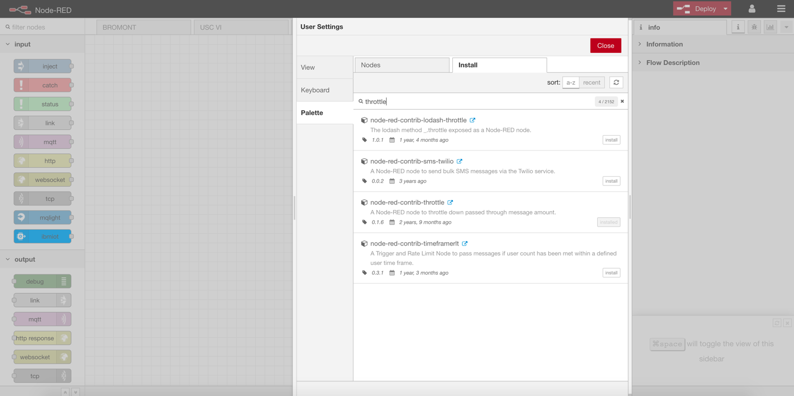 Node-RED
Deploy
filter nodes
BROMONT
USC VI
User Settings
info
i
Close
Information
Flow Description
input
View
Nodes
Install
inject
sort:
a-z
recent
catch
Keyboard
status
throttle
4 / 2192
link
Palette
node-red-contrib-lodash-throttle
The lodash method _.throttle exposed as a Node-RED node.
mqtt
1.0.1
1 year, 4 months ago
install
http
node-red-contrib-sms-twilio
A Node-RED node to send bulk SMS messages via the Twilio service.
websocket
0.0.2
3 years ago
install
tcp
node-red-contrib-throttle
A Node-RED node to throttle down passed through message amount.
mqlight
0.1.6
2 years, 9 months ago
installed
node-red-contrib-timeframerlt
A Trigger and Rate Limit Node to pass messages if user count has been met within a defined
user time frame.
output
0.3.1
1 year, 3 months ago
install
debug
link
mqtt
http response
⌘space will toggle the view of this
sidebar
websocket
tcp